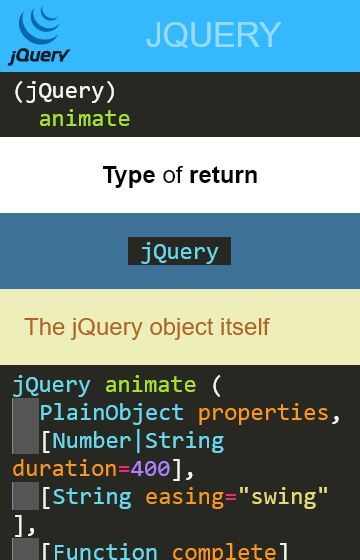 jQuery
JQUERY
(jQuery)
animate
Type of return
jQuery
The jQuery object itself
jQuery animate (
PlainObject properties,
[Number|String
duration=400],
[String easing="swing"
],
[Function complete]